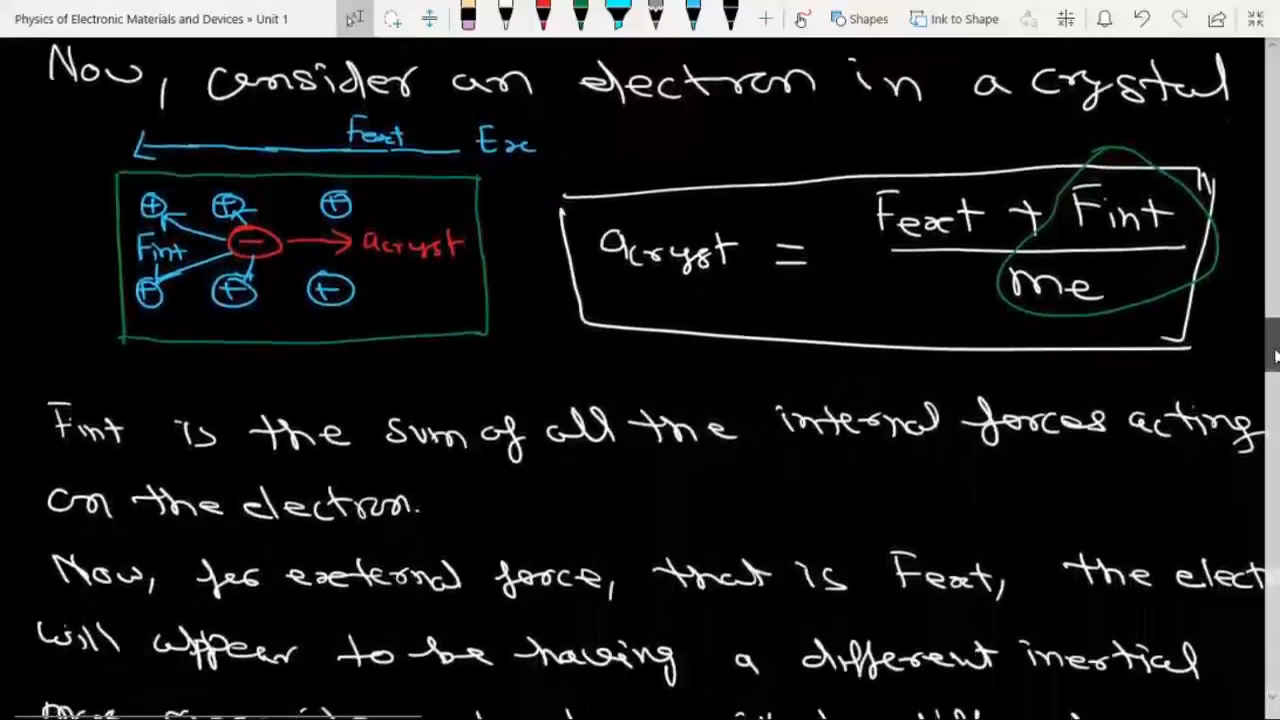 Physics of Electronic Materials and Devices » Unit 1
Shapes
Ink to Shape
Now, consider an electron in a crystal
Fext
Ex
+ + +
Fint
−
acryst
+ + +
acryst = Fext + Fint
me
Fint is the sum of all the internal forces acting
on the electron.
Now, for external force, that is Fext, the elect
will appear to be having a different inertial